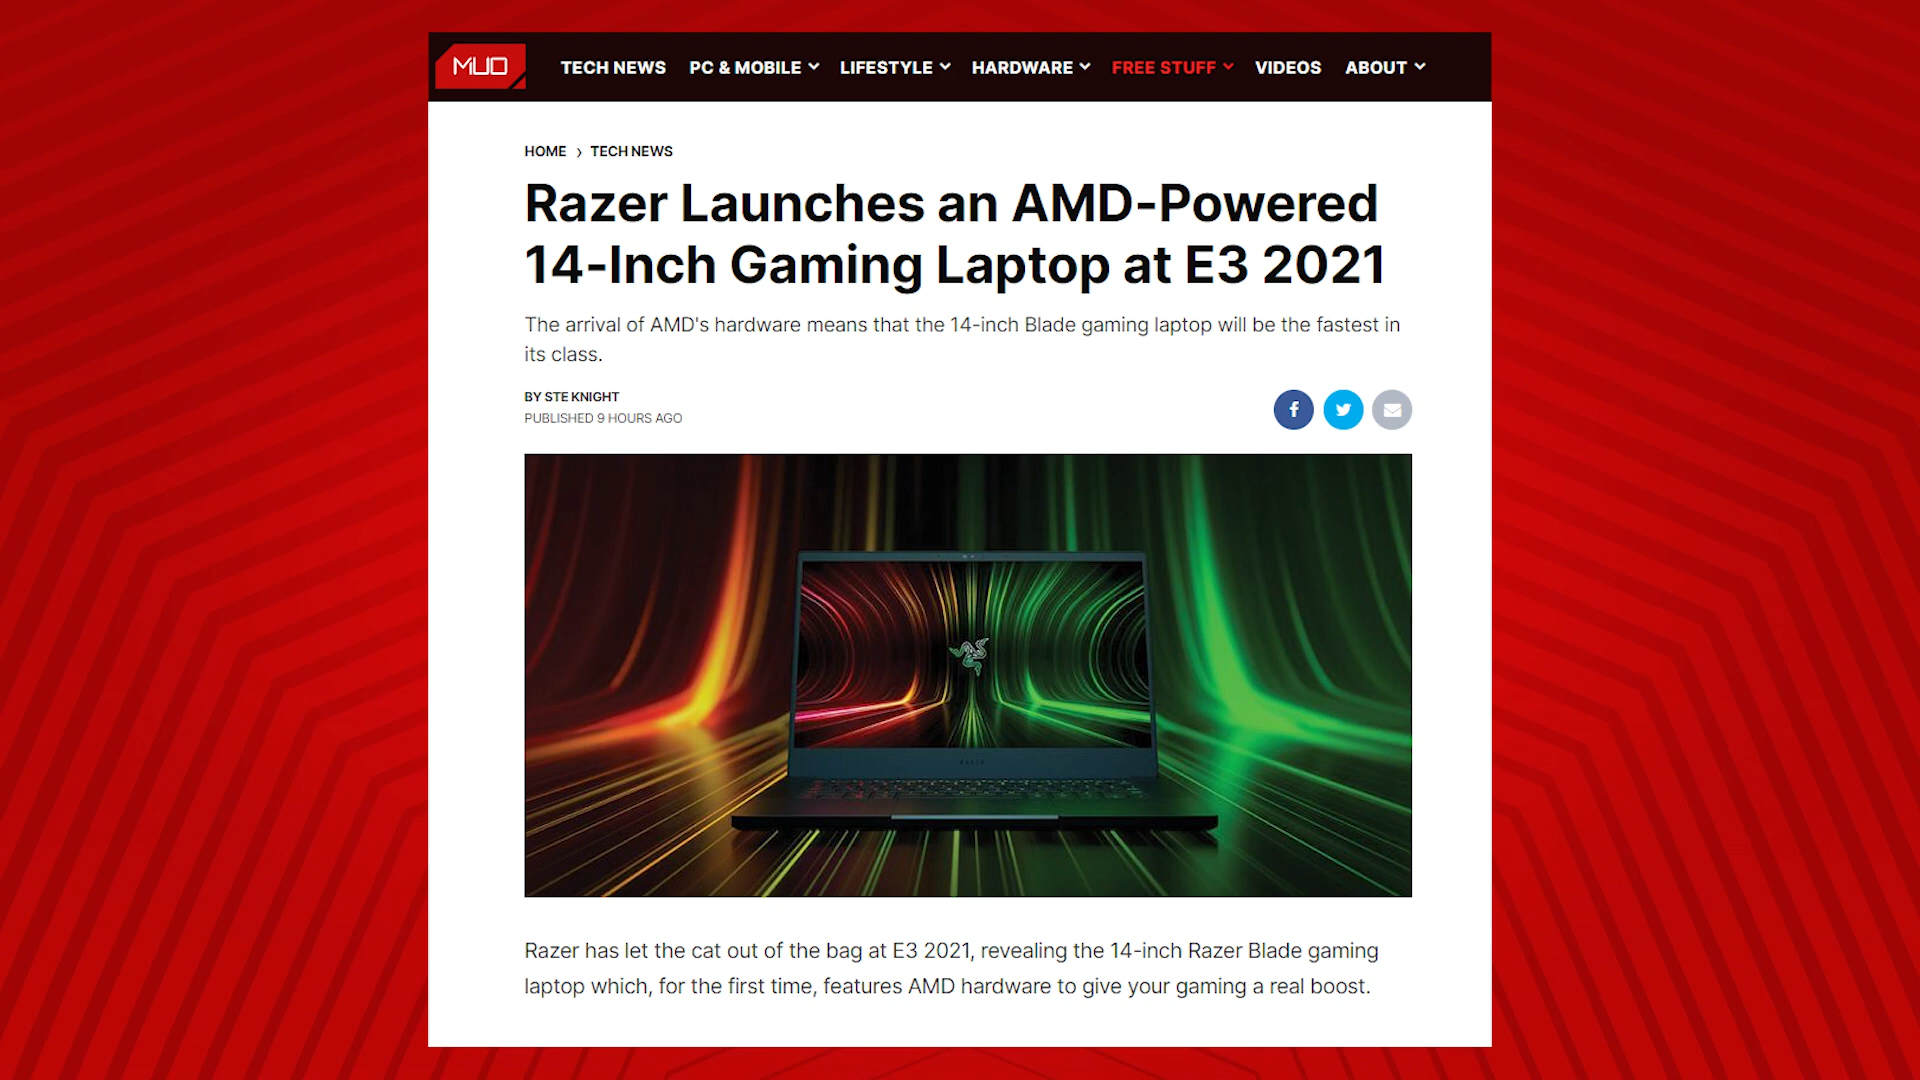 MUO
TECH NEWS PC & MOBILE LIFESTYLE HARDWARE FREE STUFF VIDEOS ABOUT
HOME › TECH NEWS
Razer Launches an AMD-Powered
14-Inch Gaming Laptop at E3 2021
The arrival of AMD's hardware means that the 14-inch Blade gaming laptop will be the fastest in
its class.
BY STE KNIGHT
PUBLISHED 9 HOURS AGO
f
RAZER
Razer has let the cat out of the bag at E3 2021, revealing the 14-inch Razer Blade gaming
laptop which, for the first time, features AMD hardware to give your gaming a real boost.